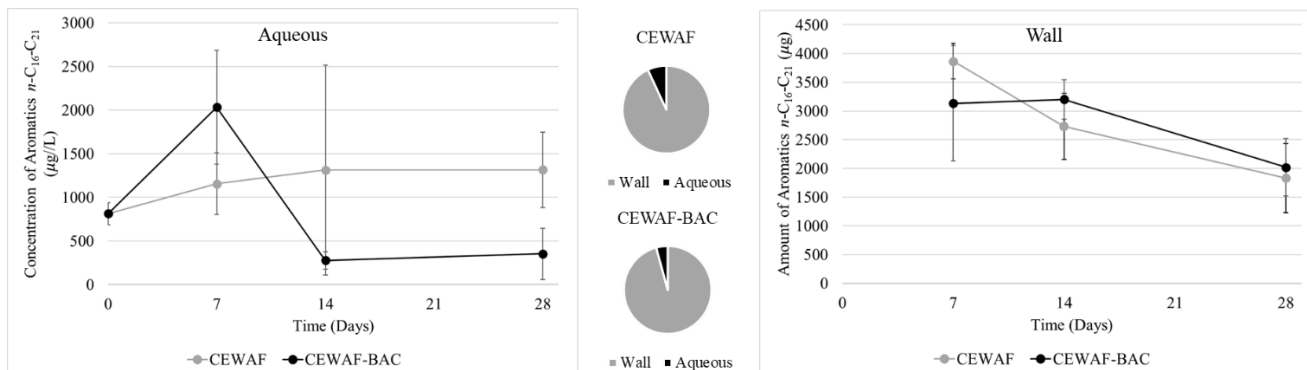 Aqueous
Concentration of Aromatics n-C16-C21
(µg//L)
3000
2500
2000
1500
1000
500
0
0 7 14 21 28
Time (Days)
CEWAF CEWAF-BAC
CEWAF
Wall Aqueous
CEWAF-BAC
Wall Aqueous
Wall
Amount of Aromatics n-C16-C21 (µg)
4500
4000
3500
3000
2500
2000
1500
1000
500
0
0 7 14 21 28
Time (Days)
CEWAF CEWAF-BAC